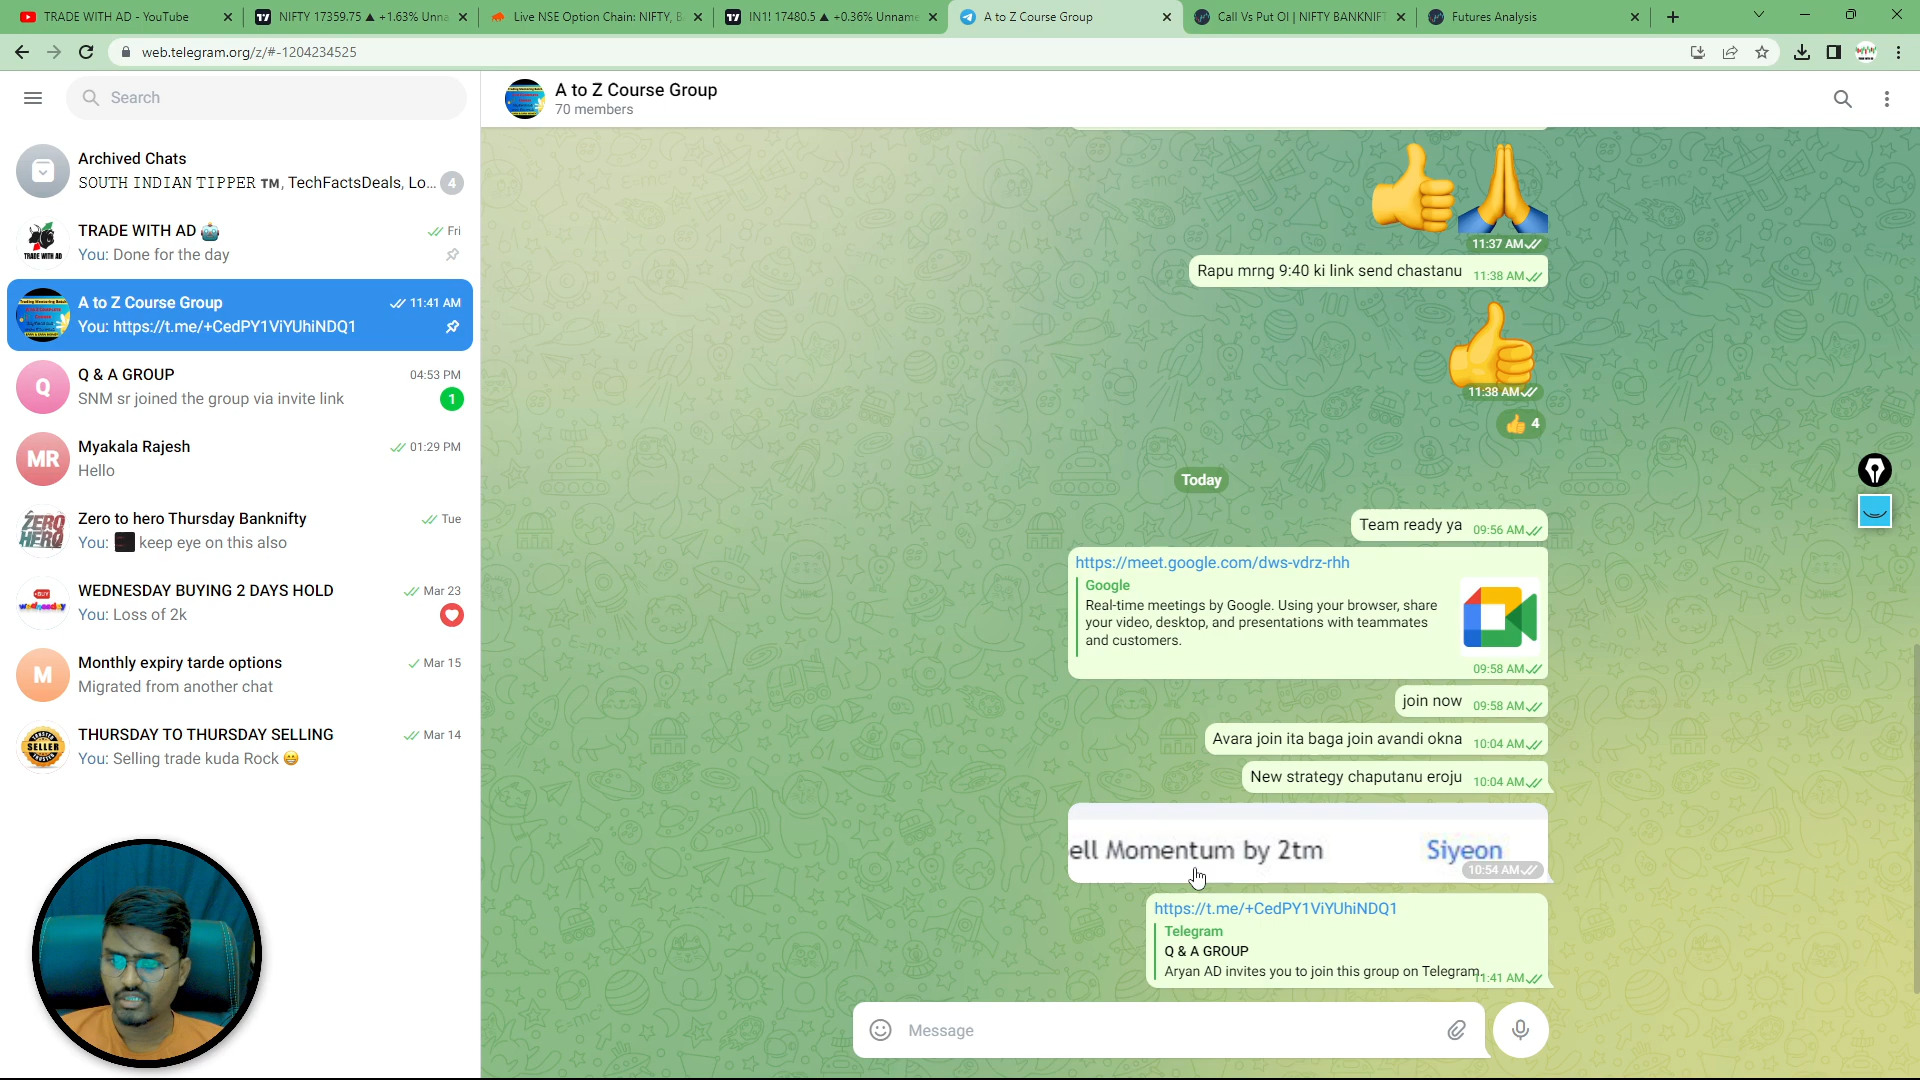 TRADE WITH AD - YouTube
NIFTY 17359.75 ▲ +1.63% Unna
Live NSE Option Chain: NIFTY, B
IN1! 17480.5 ▲ +0.36% Unname
A to Z Course Group
Call Vs Put OI | NIFTY BANKNIFT
Futures Analysis
web.telegram.org/z/#-1204234525
Search
A to Z Course Group
70 members
Archived Chats
SOUTH INDIAN TIPPER ™, TechFactsDeals, Lo...
4
TRADE WITH AD 🤖
Fri
You: Done for the day
TRADE WITH AD
A to Z Course Group
11:41 AM
You: https://t.me/+CedPY1ViYUhiNDQ1
Q
Q & A GROUP
04:53 PM
SNM sr joined the group via invite link
1
MR
Myakala Rajesh
01:29 PM
Hello
ZERO HERO
Zero to hero Thursday Banknifty
Tue
You: keep eye on this also
BUY
wednesday
WEDNESDAY BUYING 2 DAYS HOLD
Mar 23
You: Loss of 2k
M
Monthly expiry tarde options
Mar 15
Migrated from another chat
SELLER
THURSDAY TO THURSDAY SELLING
Mar 14
You: Selling trade kuda Rock 😄
👍🙏
11:37 AM
Rapu mrng 9:40 ki link send chastanu 11:38 AM
👍
11:38 AM
👍 4
Today
Team ready ya 09:56 AM
https://meet.google.com/dws-vdrz-rhh
Google
Real-time meetings by Google. Using your browser, share
your video, desktop, and presentations with teammates
and customers.
09:58 AM
join now 09:58 AM
Avara join ita baga join avandi okna 10:04 AM
New strategy chaputanu eroju 10:04 AM
ell Momentum by 2tm Siyeon
10:54 AM
https://t.me/+CedPY1ViYUhiNDQ1
Telegram
Q & A GROUP
Aryan AD invites you to join this group on Telegram.
11:41 AM
Message